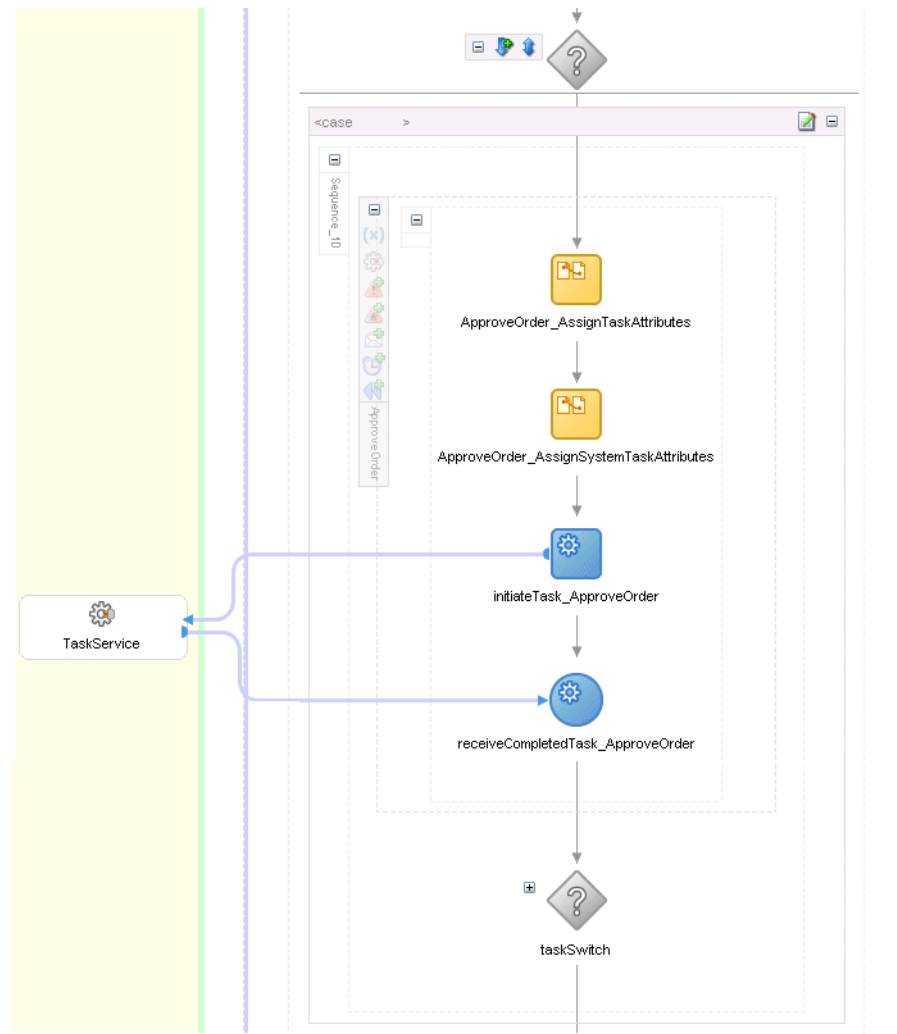 <case >
Sequence_10
ApproveOrder_AssignTaskAttributes
ApproveOrder_AssignSystemTaskAttributes
ApproveOrder
initiateTask_ApproveOrder
TaskService
receiveCompletedTask_ApproveOrder
taskSwitch